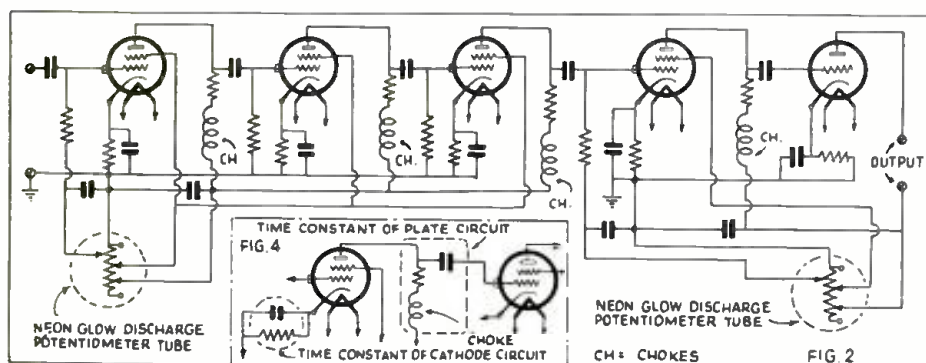 CH.
CH.
CH.
CH.
OUTPUT
TIME CONSTANT OF PLATE CIRCUIT
FIG. 4
CHOKE
TIME CONSTANT OF CATHODE CIRCUIT
NEON GLOW DISCHARGE
POTENTIOMETER TUBE
NEON GLOW DISCHARGE
POTENTIOMETER TUBE
CH = CHOKES
FIG. 2